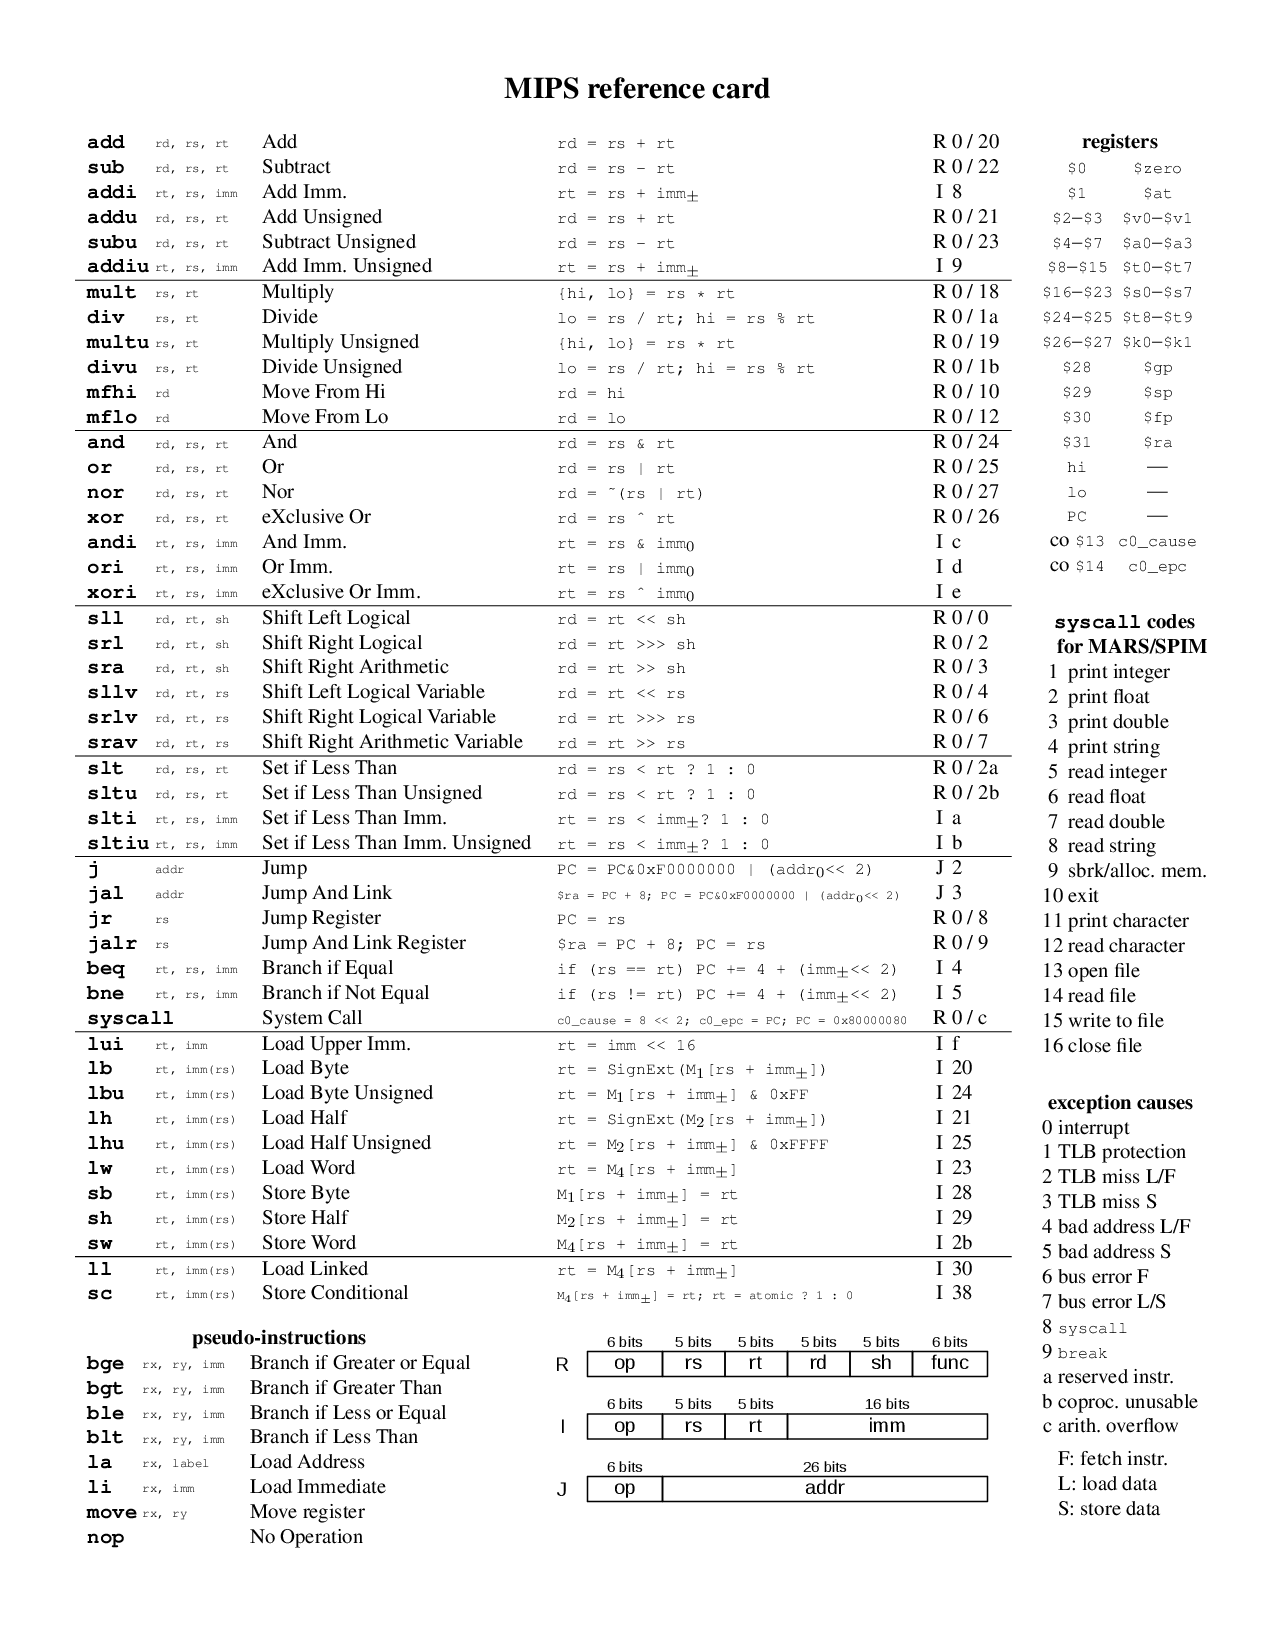 MIPS reference card
add rd, rs, rt Add rd = rs + rt R 0 / 20
sub rd, rs, rt Subtract rd = rs - rt R 0 / 22
addi rt, rs, imm Add Imm. rt = rs + imm± I 8
addu rd, rs, rt Add Unsigned rd = rs + rt R 0 / 21
subu rd, rs, rt Subtract Unsigned rd = rs - rt R 0 / 23
addiu rt, rs, imm Add Imm. Unsigned rt = rs + imm± I 9
mult rs, rt Multiply {hi, lo} = rs * rt R 0 / 18
div rs, rt Divide lo = rs / rt; hi = rs % rt R 0 / 1a
multu rs, rt Multiply Unsigned {hi, lo} = rs * rt R 0 / 19
divu rs, rt Divide Unsigned lo = rs / rt; hi = rs % rt R 0 / 1b
mfhi rd Move From Hi rd = hi R 0 / 10
mflo rd Move From Lo rd = lo R 0 / 12
and rd, rs, rt And rd = rs & rt R 0 / 24
or rd, rs, rt Or rd = rs | rt R 0 / 25
nor rd, rs, rt Nor rd = ˜(rs | rt) R 0 / 27
xor rd, rs, rt eXclusive Or rd = rs ˆ rt R 0 / 26
andi rt, rs, imm And Imm. rt = rs & imm₀ I c
ori rt, rs, imm Or Imm. rt = rs | imm₀ I d
xori rt, rs, imm eXclusive Or Imm. rt = rs ˆ imm₀ I e
sll rd, rt, sh Shift Left Logical rd = rt << sh R 0 / 0
srl rd, rt, sh Shift Right Logical rd = rt >>> sh R 0 / 2
sra rd, rt, sh Shift Right Arithmetic rd = rt >> sh R 0 / 3
sllv rd, rt, rs Shift Left Logical Variable rd = rt << rs R 0 / 4
srlv rd, rt, rs Shift Right Logical Variable rd = rt >>> rs R 0 / 6
srav rd, rt, rs Shift Right Arithmetic Variable rd = rt >> rs R 0 / 7
slt rd, rs, rt Set if Less Than rd = rs < rt ? 1 : 0 R 0 / 2a
sltu rd, rs, rt Set if Less Than Unsigned rd = rs < rt ? 1 : 0 R 0 / 2b
slti rt, rs, imm Set if Less Than Imm. rt = rs < imm±? 1 : 0 I a
sltiu rt, rs, imm Set if Less Than Imm. Unsigned rt = rs < imm±? 1 : 0 I b
j addr Jump PC = PC&0xF0000000 | (addr₀<< 2) J 2
jal addr Jump And Link $ra = PC + 8; PC = PC&0xF0000000 | (addr₀<< 2) J 3
jr rs Jump Register PC = rs R 0 / 8
jalr rs Jump And Link Register $ra = PC + 8; PC = rs R 0 / 9
beq rt, rs, imm Branch if Equal if (rs == rt) PC += 4 + (imm±<< 2) I 4
bne rt, rs, imm Branch if Not Equal if (rs != rt) PC += 4 + (imm±<< 2) I 5
syscall System Call c0_cause = 8 << 2; c0_epc = PC; PC = 0x80000080 R 0 / c
lui rt, imm Load Upper Imm. rt = imm << 16 I f
lb rt, imm(rs) Load Byte rt = SignExt(M₁[rs + imm±]) I 20
lbu rt, imm(rs) Load Byte Unsigned rt = M₁[rs + imm±] & 0xFF I 24
lh rt, imm(rs) Load Half rt = SignExt(M₂[rs + imm±]) I 21
lhu rt, imm(rs) Load Half Unsigned rt = M₂[rs + imm±] & 0xFFFF I 25
lw rt, imm(rs) Load Word rt = M₄[rs + imm±] I 23
sb rt, imm(rs) Store Byte M₁[rs + imm±] = rt I 28
sh rt, imm(rs) Store Half M₂[rs + imm±] = rt I 29
sw rt, imm(rs) Store Word M₄[rs + imm±] = rt I 2b
ll rt, imm(rs) Load Linked rt = M₄[rs + imm±] I 30
sc rt, imm(rs) Store Conditional M₄[rs + imm±] = rt; rt = atomic ? 1 : 0 I 38
pseudo-instructions
bge rx, ry, imm Branch if Greater or Equal
bgt rx, ry, imm Branch if Greater Than
ble rx, ry, imm Branch if Less or Equal
blt rx, ry, imm Branch if Less Than
la rx, label Load Address
li rx, imm Load Immediate
move rx, ry Move register
nop No Operation
6 bits 5 bits 5 bits 5 bits 5 bits 6 bits
R op rs rt rd sh func
6 bits 5 bits 5 bits 16 bits
I op rs rt imm
6 bits 26 bits
J op addr
registers
$0 $zero
$1 $at
$2–$3 $v0–$v1
$4–$7 $a0–$a3
$8–$15 $t0–$t7
$16–$23 $s0–$s7
$24–$25 $t8–$t9
$26–$27 $k0–$k1
$28 $gp
$29 $sp
$30 $fp
$31 $ra
hi —
lo —
PC —
co $13 c0_cause
co $14 c0_epc
syscall codes
for MARS/SPIM
1 print integer
2 print float
3 print double
4 print string
5 read integer
6 read float
7 read double
8 read string
9 sbrk/alloc. mem.
10 exit
11 print character
12 read character
13 open file
14 read file
15 write to file
16 close file
exception causes
0 interrupt
1 TLB protection
2 TLB miss L/F
3 TLB miss S
4 bad address L/F
5 bad address S
6 bus error F
7 bus error L/S
8 syscall
9 break
a reserved instr.
b coproc. unusable
c arith. overflow
F: fetch instr.
L: load data
S: store data